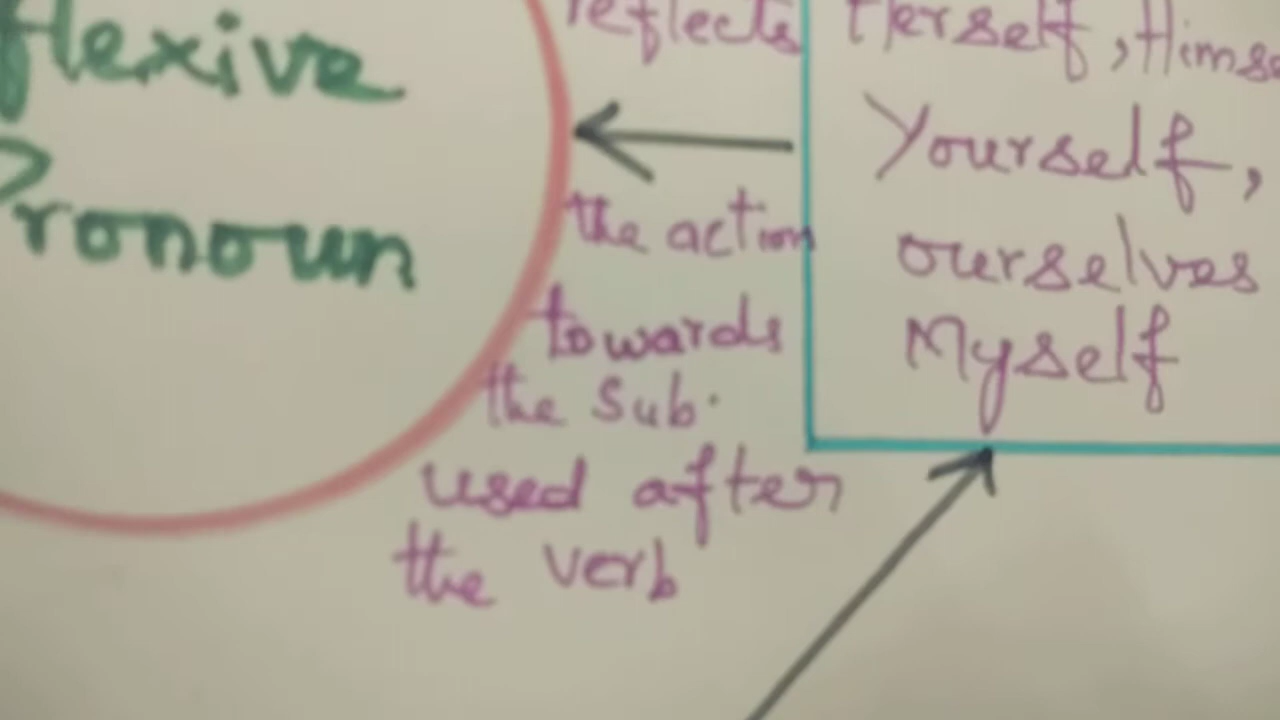 flexive
Pronoun
reflects
the action
towards
the Sub.
used after
the verb
Herself, Himse
Yourself,
ourselves
Myself